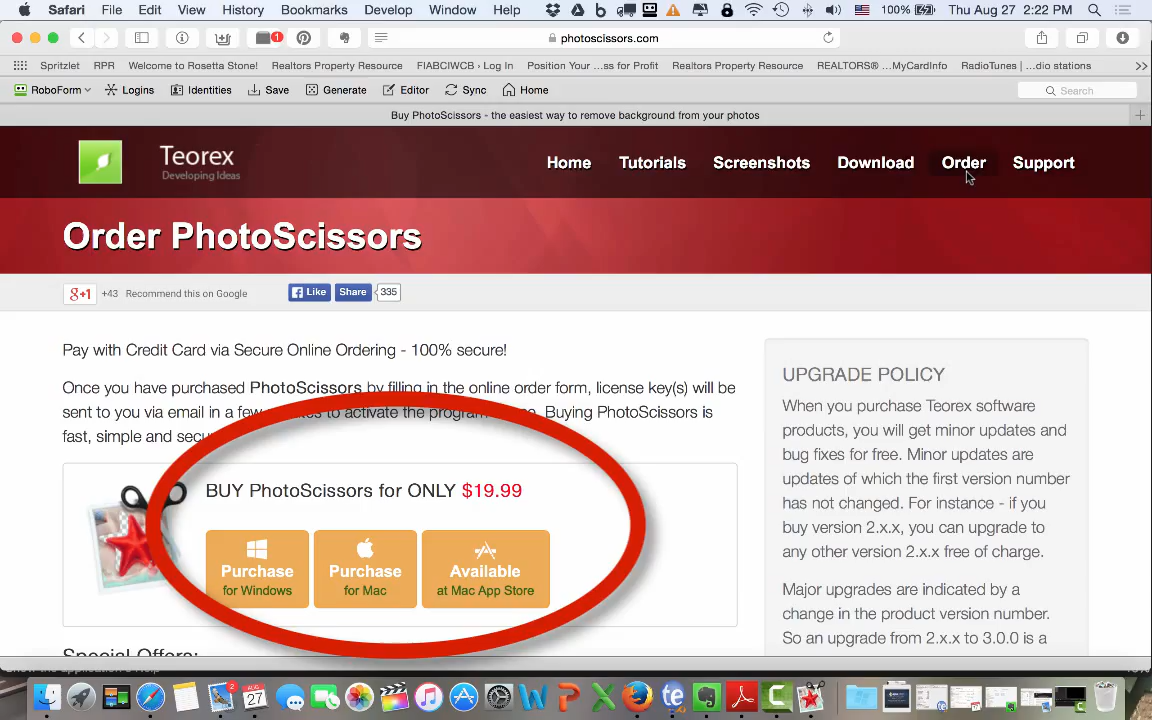 Safari File Edit View History Bookmarks Develop Window Help 100% Thu Aug 27 2:22 PM
1 photoscissors.com
Spritzlet RPR Welcome to Rosetta Stone! Realtors Property Resource FIABCIWCB › Log In Position Your ...ss for Profit Realtors Property Resource REALTORS® ...MyCardInfo RadioTunes | ...dio stations
RoboForm Logins Identities Save Generate Editor Sync Home Search
Buy PhotoScissors - the easiest way to remove background from your photos
Teorex
Developing Ideas
Home Tutorials Screenshots Download Order Support
Order PhotoScissors
g+1 +43 Recommend this on Google Like Share 335
Pay with Credit Card via Secure Online Ordering - 100% secure!
Once you have purchased PhotoScissors by filling in the online order form, license key(s) will be
sent to you via email in a few to activate the program Buying PhotoScissors is
fast, simple and
BUY PhotoScissors for ONLY $19.99
Purchase
for Windows
Purchase
for Mac
Available
at Mac App Store
Special Offers:
UPGRADE POLICY
When you purchase Teorex software
products, you will get minor updates and
bug fixes for free. Minor updates are
updates of which the first version number
has not changed. For instance - if you
buy version 2.x.x, you can upgrade to
any other version 2.x.x free of charge.
Major upgrades are indicated by a
change in the product version number.
So an upgrade from 2.x.x to 3.0.0 is a